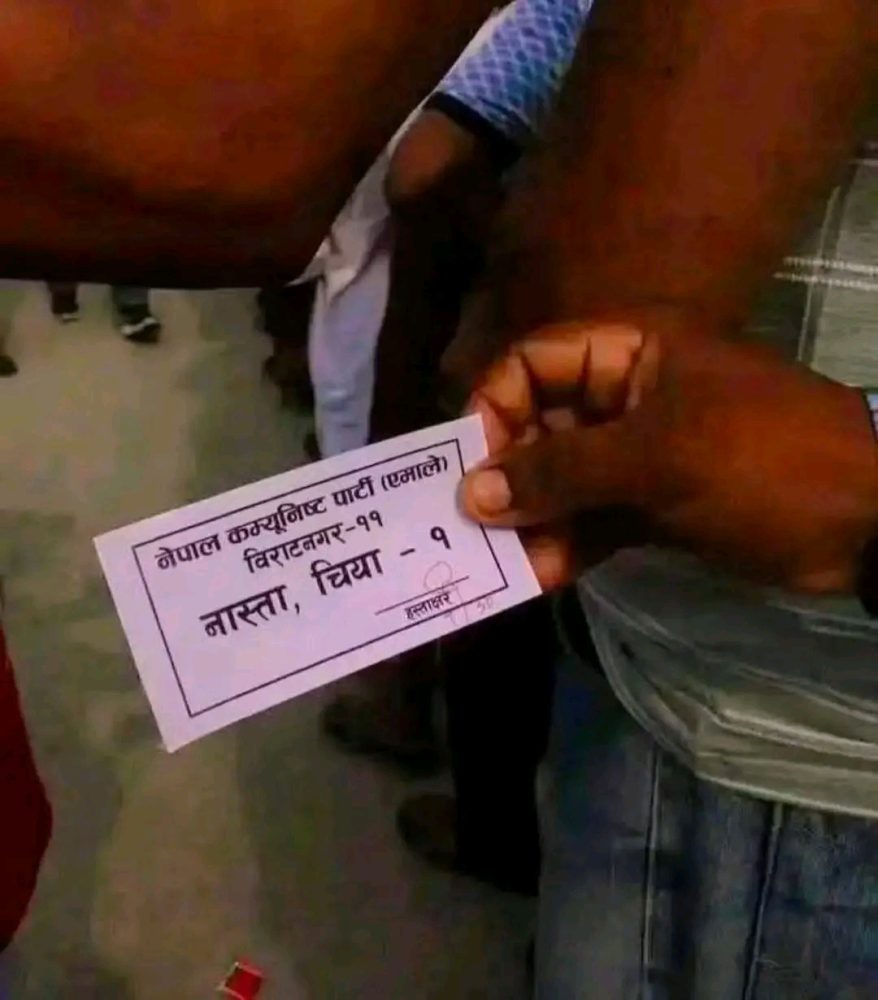 नेपाल कम्यूनिष्ट पार्टी (एमाले)
विराटनगर-११
नास्ता, चिया - १
हस्ताक्षर